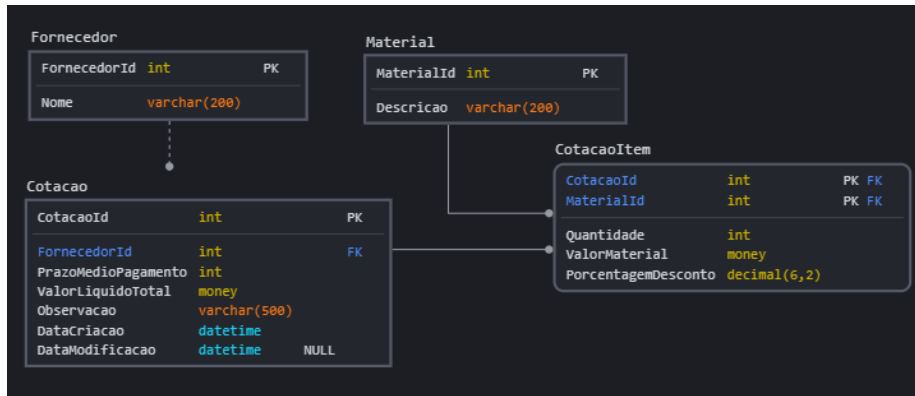 Fornecedor
FornecedorId int PK
Nome varchar(200)
Material
MaterialId int PK
Descricao varchar(200)
CotacaoItem
CotacaoId int PK FK
MaterialId int PK FK
Quantidade int
ValorMaterial money
PorcentagemDesconto decimal(6,2)
Cotacao
CotacaoId int PK
FornecedorId int FK
PrazoMedioPagamento int
ValorLiquidoTotal money
Observacao varchar(500)
DataCriacao datetime
DataModificacao datetime NULL